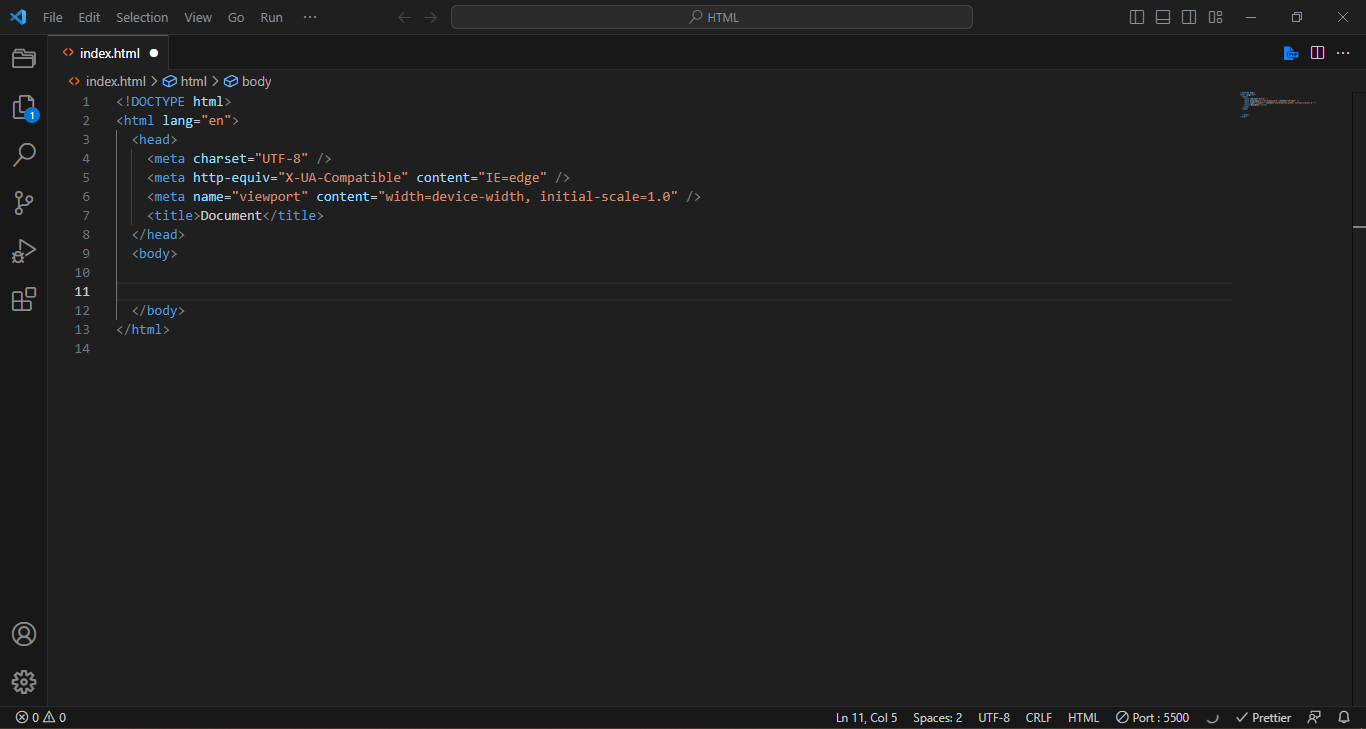 File Edit Selection View Go Run ··· HTML
index.html
index.html > html > body
1 <!DOCTYPE html>
2 <html lang="en">
3 <head>
4 <meta charset="UTF-8" />
5 <meta http-equiv="X-UA-Compatible" content="IE=edge" />
6 <meta name="viewport" content="width=device-width, initial-scale=1.0" />
7 <title>Document</title>
8 </head>
9 <body>
10
11
12 </body>
13 </html>
14
1
0 0 Ln 11, Col 5 Spaces: 2 UTF-8 CRLF HTML Port : 5500 Prettier